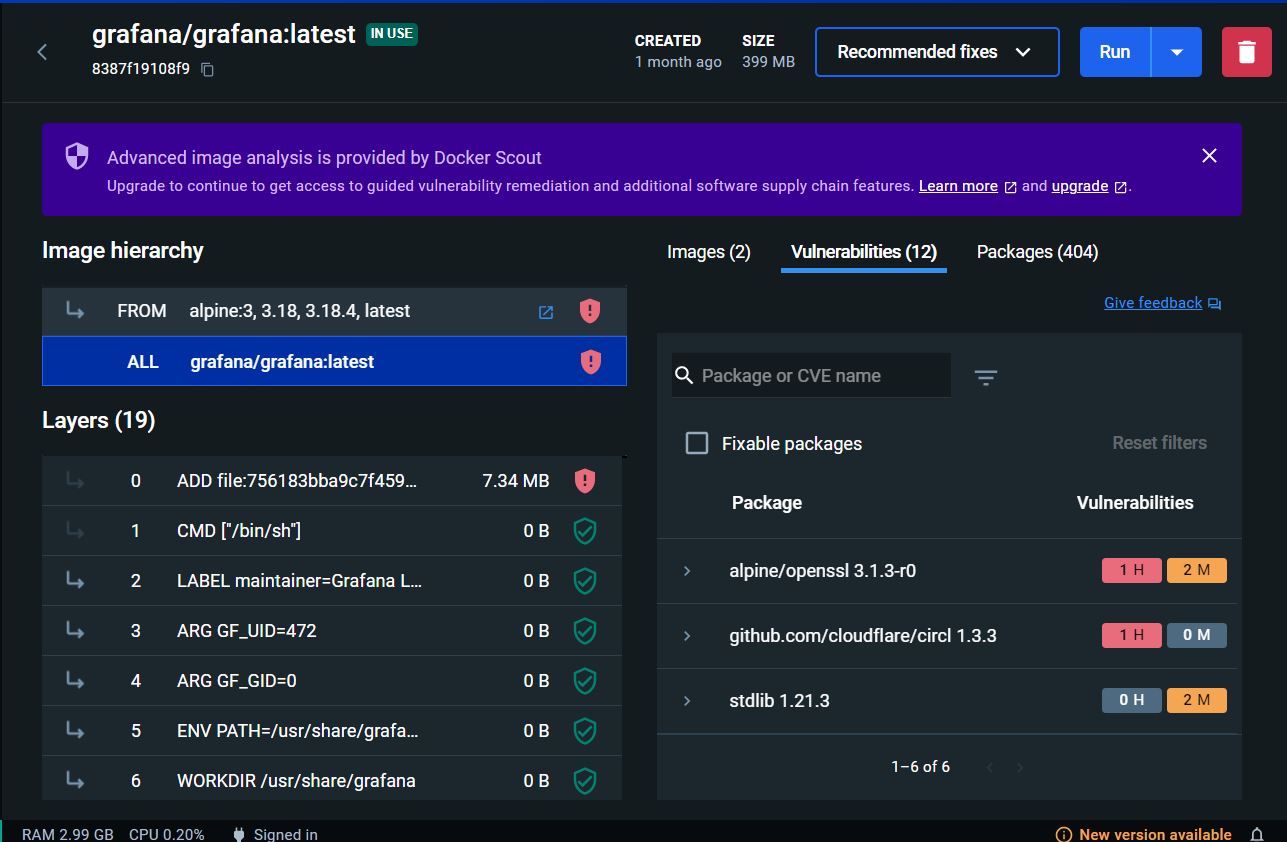 grafana/grafana:latest IN USE
8387f19108f9
CREATED
1 month ago
SIZE
399 MB
Recommended fixes
Run
Advanced image analysis is provided by Docker Scout
Upgrade to continue to get access to guided vulnerability remediation and additional software supply chain features. Learn more and upgrade .
Image hierarchy
FROM alpine:3, 3.18, 3.18.4, latest
ALL grafana/grafana:latest
Layers (19)
0 ADD file:756183bba9c7f459... 7.34 MB
1 CMD ["/bin/sh"] 0 B
2 LABEL maintainer=Grafana L... 0 B
3 ARG GF_UID=472 0 B
4 ARG GF_GID=0 0 B
5 ENV PATH=/usr/share/grafa... 0 B
6 WORKDIR /usr/share/grafana 0 B
Images (2) Vulnerabilities (12) Packages (404)
Give feedback
Package or CVE name
Fixable packages Reset filters
Package Vulnerabilities
alpine/openssl 3.1.3-r0 1 H 2 M
github.com/cloudflare/circl 1.3.3 1 H 0 M
stdlib 1.21.3 0 H 2 M
1–6 of 6
RAM 2.99 GB CPU 0.20% Signed in New version available